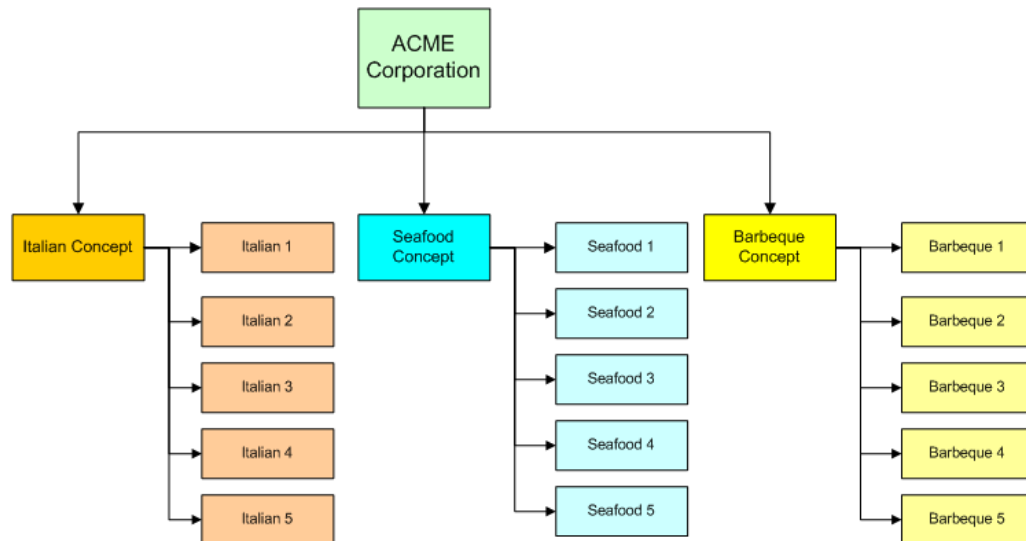 ACME
Corporation
Italian Concept
Italian 1
Italian 2
Italian 3
Italian 4
Italian 5
Seafood
Concept
Seafood 1
Seafood 2
Seafood 3
Seafood 4
Seafood 5
Barbeque
Concept
Barbeque 1
Barbeque 2
Barbeque 3
Barbeque 4
Barbeque 5